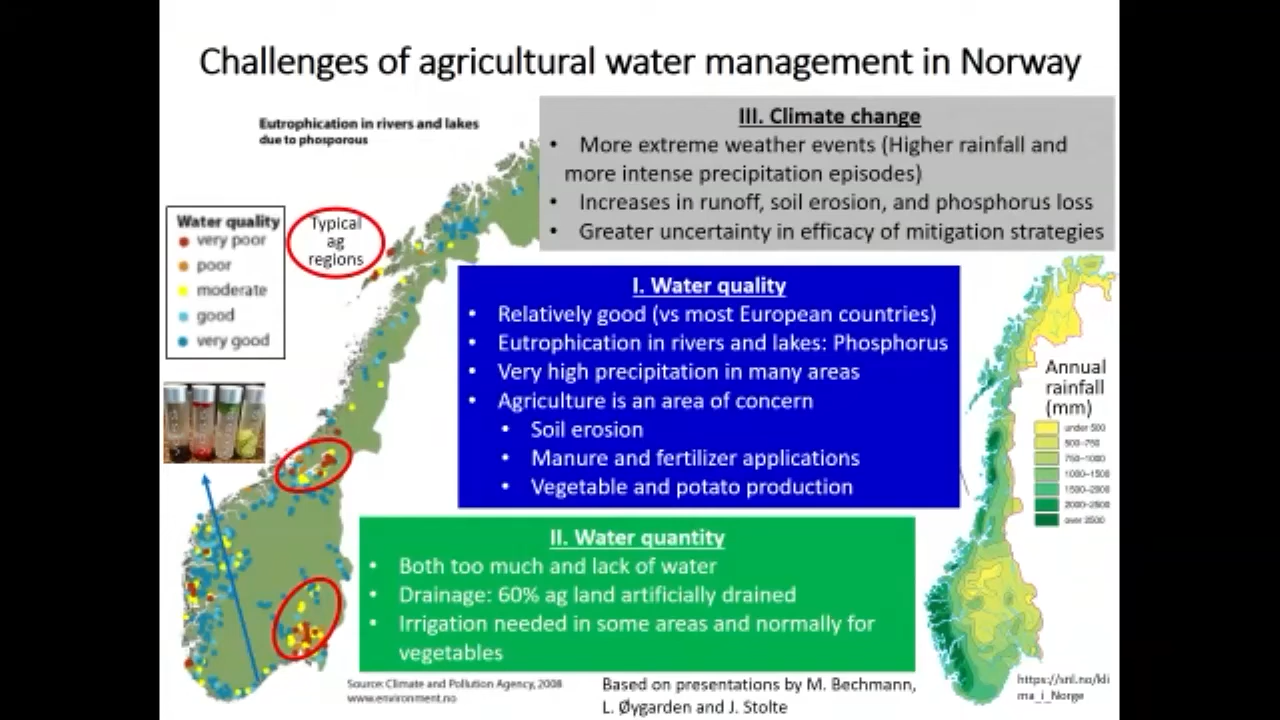 Challenges of agricultural water management in Norway
Eutrophication in rivers and lakes
due to phosporous
Water quality
very poor
poor
moderate
good
very good
Typical
ag
regions
III. Climate change
• More extreme weather events (Higher rainfall and
more intense precipitation episodes)
• Increases in runoff, soil erosion, and phosphorus loss
• Greater uncertainty in efficacy of mitigation strategies
I. Water quality
• Relatively good (vs most European countries)
• Eutrophication in rivers and lakes: Phosphorus
• Very high precipitation in many areas
• Agriculture is an area of concern
• Soil erosion
• Manure and fertilizer applications
• Vegetable and potato production
II. Water quantity
• Both too much and lack of water
• Drainage: 60% ag land artificially drained
• Irrigation needed in some areas and normally for
vegetables
Annual
rainfall
(mm)
under 500
500-750
750-1000
1000-1500
1500-2000
2000-2500
over 2500
Source: Climate and Pollution Agency, 2008
www.environment.no
Based on presentations by M. Bechmann,
L. Øygarden and J. Stolte
https://snl.no/kli
ma_i_Norge